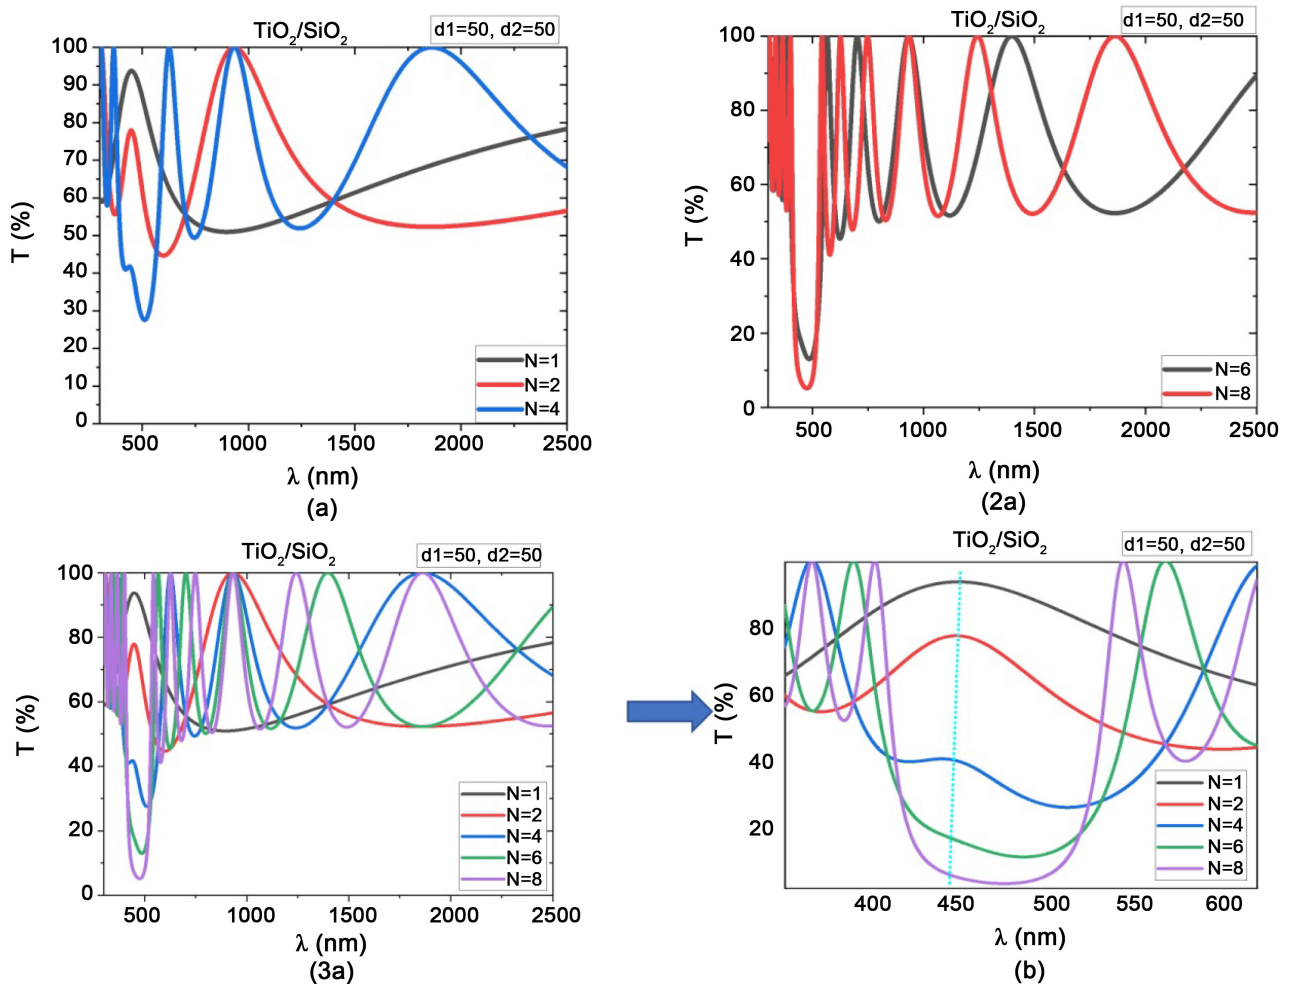 TiO2/SiO2
d1=50, d2=50
100
90
80
70
60
50
40
30
20
10
0
T (%)
N=1
N=2
N=4
500 1000 1500 2000 2500
λ (nm)
(a)
TiO2/SiO2
d1=50, d2=50
100
80
60
40
20
0
T (%)
N=6
N=8
500 1000 1500 2000 2500
λ (nm)
(2a)
TiO2/SiO2
d1=50, d2=50
100
80
60
40
20
0
T (%)
N=1
N=2
N=4
N=6
N=8
500 1000 1500 2000 2500
λ (nm)
(3a)
TiO2/SiO2
d1=50, d2=50
80
60
40
20
T (%)
N=1
N=2
N=4
N=6
N=8
400 450 500 550 600
λ (nm)
(b)